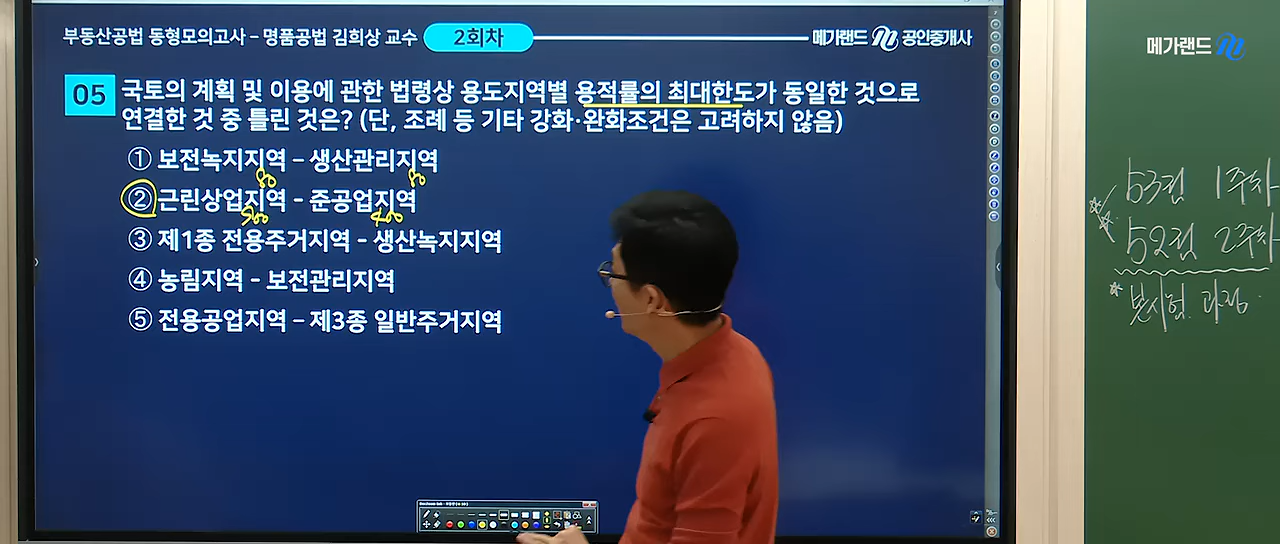 부동산공법 동형모의고사 – 명품공법 김희상 교수 2회차 메가랜드 공인중개사
메가랜드
05 국토의 계획 및 이용에 관한 법령상 용도지역별 용적률의 최대한도가 동일한 것으로
연결한 것 중 틀린 것은? (단, 조례 등 기타 강화·완화조건은 고려하지 않음)
① 보전녹지지역 – 생산관리지역
80 80
② 근린상업지역 - 준공업지역
900 400
③ 제1종 전용주거지역 - 생산녹지지역
④ 농림지역 - 보전관리지역
⑤ 전용공업지역 – 제3종 일반주거지역
1주차
2주차